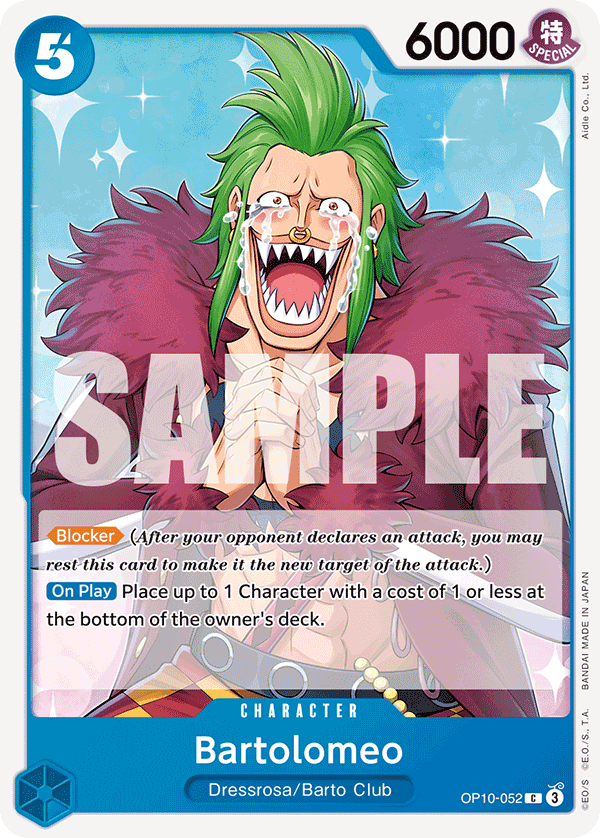 5
6000
特
SPECIAL
Aidle Co., Ltd.
SAMPLE
Blocker (After your opponent declares an attack, you may
rest this card to make it the new target of the attack.)
On Play Place up to 1 Character with a cost of 1 or less at
the bottom of the owner's deck.
CHARACTER
Bartolomeo
Dressrosa/Barto Club
OP10-052 C 3
©EO/S ©E.O./S., T.A. BANDAI MADE IN JAPAN